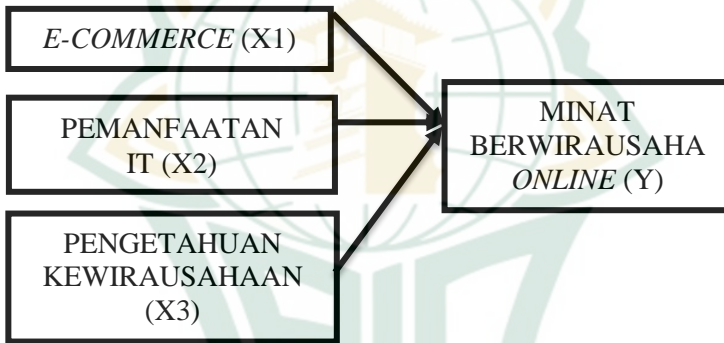 E-COMMERCE (X1)
PEMANFAATAN
IT (X2)
PENGETAHUAN
KEWIRAUSAHAAN
(X3)
MINAT
BERWIRAUSAHA
ONLINE (Y)